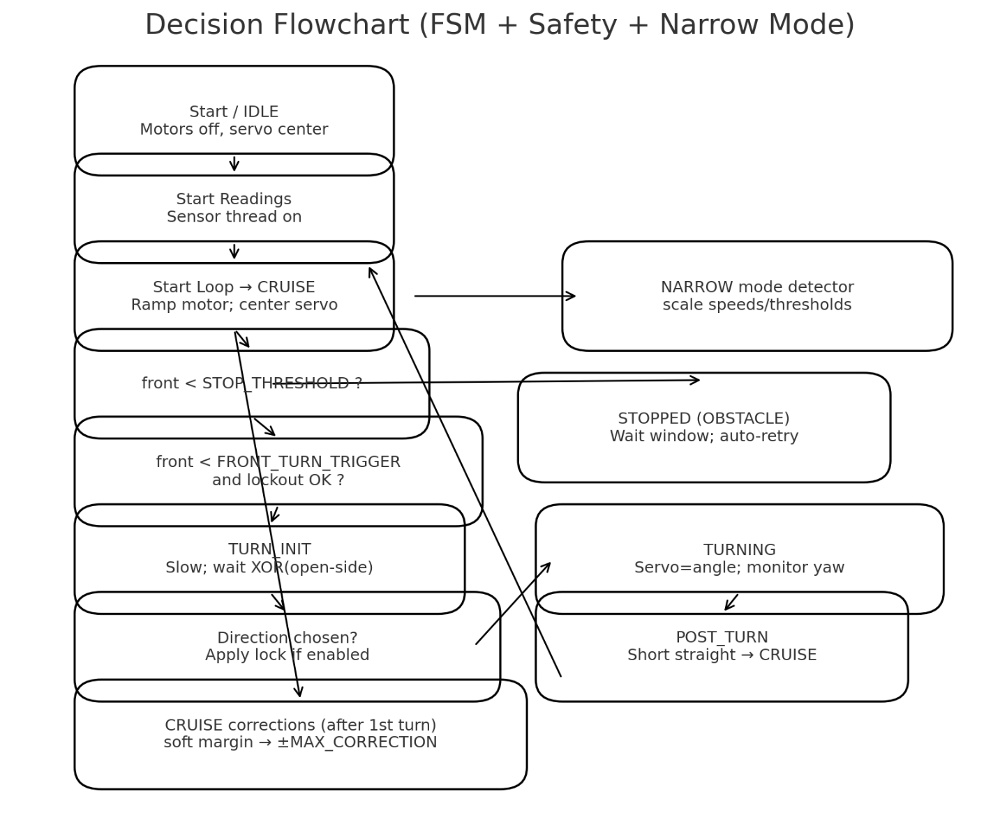 Decision Flowchart (FSM + Safety + Narrow Mode)
Start / IDLE
Motors off, servo center
Start Readings
Sensor thread on
Start Loop → CRUISE
Ramp motor; center servo
NARROW mode detector
scale speeds/thresholds
front < STOP_THRESHOLD ?
STOPPED (OBSTACLE)
Wait window; auto-retry
front < FRONT_TURN_TRIGGER
and lockout OK ?
TURN_INIT
Slow; wait XOR(open-side)
TURNING
Servo=angle; monitor yaw
Direction chosen?
Apply lock if enabled
POST_TURN
Short straight → CRUISE
CRUISE corrections (after 1st turn)
soft margin → ±MAX_CORRECTION